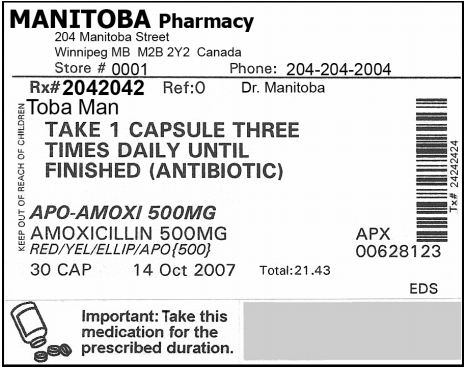 MANITOBA Pharmacy
204 Manitoba Street
Winnipeg MB M2B 2Y2 Canada
Store # 0001 Phone: 204-204-2004
Rx# 2042042 Ref:0 Dr. Manitoba
Toba Man
TAKE 1 CAPSULE THREE
TIMES DAILY UNTIL
FINISHED (ANTIBIOTIC)
KEEP OUT OF REACH OF CHILDREN
Tx# 24242424
APO-AMOXI 500MG
AMOXICILLIN 500MG APX
RED/YEL/ELLIP/APO{500} 00628123
30 CAP 14 Oct 2007 Total:21.43
EDS
Important: Take this
medication for the
prescribed duration.